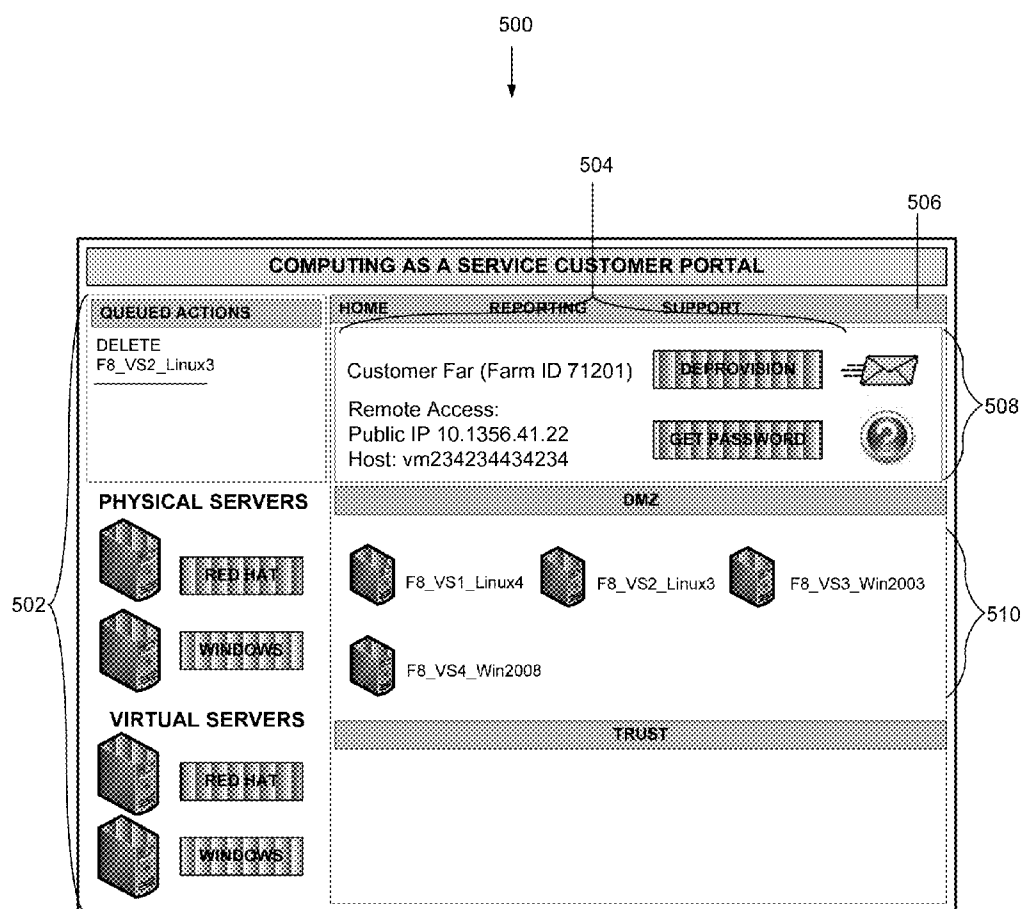 500
504
506
COMPUTING AS A SERVICE CUSTOMER PORTAL
QUEUED ACTIONS
DELETE
F8_VS2_Linux3
HOME REPORTING SUPPORT
Customer Far (Farm ID 71201)
DEPROVISION
Remote Access:
Public IP 10.1356.41.22
Host: vm234234434234
GET PASSWORD
?
508
PHYSICAL SERVERS
RED HAT
WINDOWS
502
VIRTUAL SERVERS
RED HAT
WINDOWS
DMZ
F8_VS1_Linux4 F8_VS2_Linux3 F8_VS3_Win2003
F8_VS4_Win2008
510
TRUST